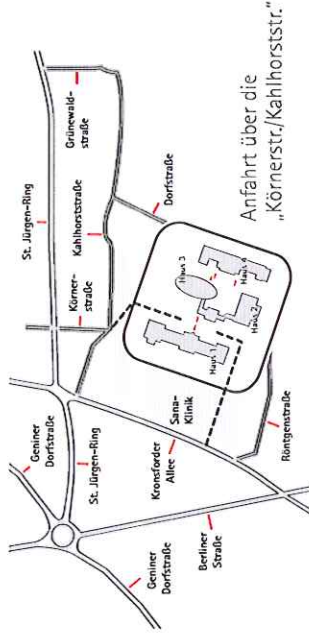 Geniner
Dorfstraße
St. Jürgen-Ring
St. Jürgen-Ring
Körner-
straße
Kahlhorststraße
Grünewald-
straße
Dorfstraße
Kronsforder
Allee
Sana-
Klinik
Haus 1
Haus 2
Haus 3
Haus 4
Geniner
Dorfstraße
Berliner
Straße
Röntgenstraße
Anfahrt über die
„Körnerstr./Kahlhorststr.“